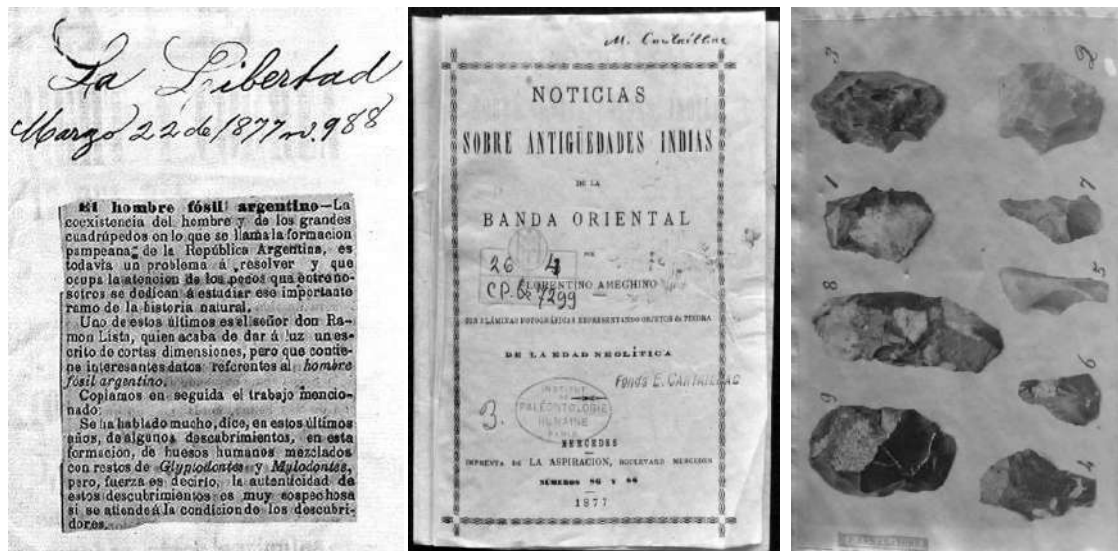 La Libertad
Marzo 22 de 1877 n. 988
El hombre fósil argentino—La
coexistencia del hombre y de los grandes
cuadrúpedos en lo que se llama la formacion
pampeana de la República Argentina, es
todavia un problema á resolver y que
ocupa la atencion de los pocos que entre no-
sotros se dedican á estudiar ese importante
ramo de la historia natural.
Uno de estos últimos es el señor don Ra-
mon Lista, quien acaba de dar á luz un es-
crito de cortas dimensiones, pero que contie-
ne interesantes datos referentes al hombre
fósil argentino.
Copiamos en seguida el trabajo mencio-
nado:
Se ha hablado mucho, dice, en estos últimos
años, de algunos descubrimientos, en esta
formacion, de huesos humanos mezclados
con restos de Glyptodontes y Mylodontes,
pero, fuerza es decirlo, la autenticidad de
estos descubrimientos es muy sospechosa
si se atiende á la condicion de los descubri-
dores.
M. Cartailhac
NOTICIAS
SOBRE ANTIGÜEDADES INDIAS
DE LA
BANDA ORIENTAL
POR
26 4
CP. 7299
FLORENTINO AMEGHINO
LÁMINAS FOTOGRÁFICAS REPRESENTANDO OBJETOS de PIEDRA
DE LA EDAD NEOLÍTICA
Fonds E. CARTAILHAC
INSTITUT
DE
PALÉONTOLOGIE
HUMAINE
PARIS
3.
MERCEDES
IMPRENTA DE LA ASPIRACION, BOULEVARD MERCEDES
NÚMEROS 86 Y 88
1877
3
2
1
7
8
5
9
6
4